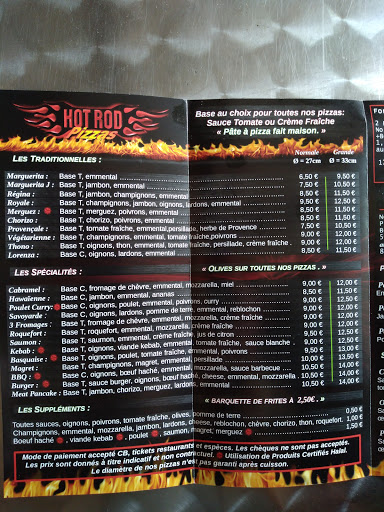 HOT ROD
Pizzas
Base au choix pour toutes nos pizzas:
Sauce Tomate ou Crème Fraîche
« Pâte à pizza fait maison. »
LES TRADITIONNELLES : Normale Grande
Ø = 27cm Ø = 33cm
Marguerita : Base T, emmental 6,50 € 9,50 €
Marguerita J : Base T, jambon, emmental 7,50 € 10,50 €
Régina : Base T, jambon, champignons, emmental 8,50 € 11,50 €
Royale : Base T, champignons, jambon, oignons, lardons, emmental 9,00 € 12,00 €
Merguez : Base T, merguez, poivrons, emmental 8,50 € 11,50 €
Chorizo : Base T, chorizo, poivrons, emmental 8,50 € 11,50 €
Provençale : Base T, tomate fraîche, emmental, persillade, herbe de Provence 7,50 € 10,50 €
Végétarienne : Base T, champignons, emmental, tomate fraîche, poivrons 9,00 € 12,00 €
Thono : Base T, oignons, thon, emmental, tomate fraîche, persillade, crème fraîche . 9,00 € 12,00 €
Lorenza : Base C, oignons, lardons, emmental 8,50 € 11,50 €
LES SPÉCIALITÉS : « OLIVES SUR TOUTES NOS PIZZAS . »
Cabramel : Base C, fromage de chèvre, emmental, mozzarella, miel 9,00 € 12,00 €
Hawaïenne : Base C, jambon, emmental, ananas 8,50 € 11,50 €
Poulet Curry: Base C, oignons, poulet, emmental, poivrons, curry 9,00 € 12,00 €
Savoyarde : Base C, oignons, lardons, pomme de terre, emmental, reblochon 9,00 € 12,00 €
3 Fromages : Base T, fromage de chèvre, emmental, mozzarella, crème fraîche 9,00 € 12,00 €
Roquefort : Base T, roquefort, emmental, mozzarella, crème fraîche 9,00 € 12,00 €
Saumon : Base C, saumon, emmental, crème fraîche, jus de citron 9,50 € 12,50 €
Kebab : Base T, oignons, viande kebab, emmental, tomate fraîche, sauce blanche . 9,00 € 12,00 €
Basquaise : Base T, oignons, poulet, tomate fraîche, emmental, poivrons 9,50 € 12,50 €
Magret : Base T, champignons, magret, emmental, persillade 10,00 € 13,50 €
BBQ : Base C, oignons, bœuf haché, emmental, mozzarella, sauce barbecue 10,50 € 14,00 €
Burger : Base T, sauce burger, oignons, bœuf haché, cheese, emmental, mozzarella 10,50 € 14,00 €
Meat Pancake : Base T, jambon, chorizo, merguez, lardons, emmental 10,50 € 14,00 €
« BARQUETTE DE FRITES À 2,50€ . »
LES SUPPLÉMENTS :
Toutes sauces, oignons, poivrons, tomate fraîche, olives, pomme de terre 0,50 €
Champignons, emmental, mozzarella, jambon, lardons, cheese, reblochon, chèvre, chorizo, thon, roquefort. 1,00 €
Boeuf haché , viande kebab , poulet , saumon, magret, merguez 1,50 €
Mode de paiement accepté CB, tickets restaurants et espèces. Les chèques ne sont pas acceptés.
Les prix sont donnés à titre indicatif et non contractuel. Utilisation de Produits Certifiés Halal.
Le diamètre de nos pizzas n'est pas garanti après cuisson.